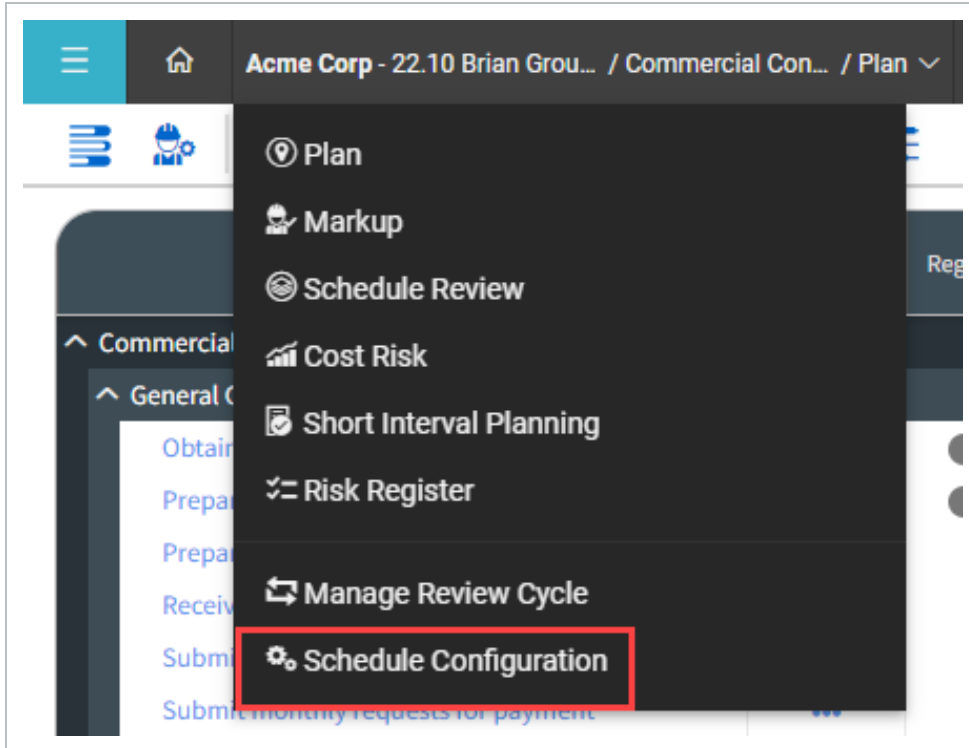 Acme Corp - 22.10 Brian Grou... / Commercial Con... / Plan
Plan
Markup
Reg
Schedule Review
Commercial
Cost Risk
General
Short Interval Planning
Obtain
Risk Register
Prepar
Prepar
Manage Review Cycle
Receiv
Schedule Configuration
Submi
Submit monthly requests for payment